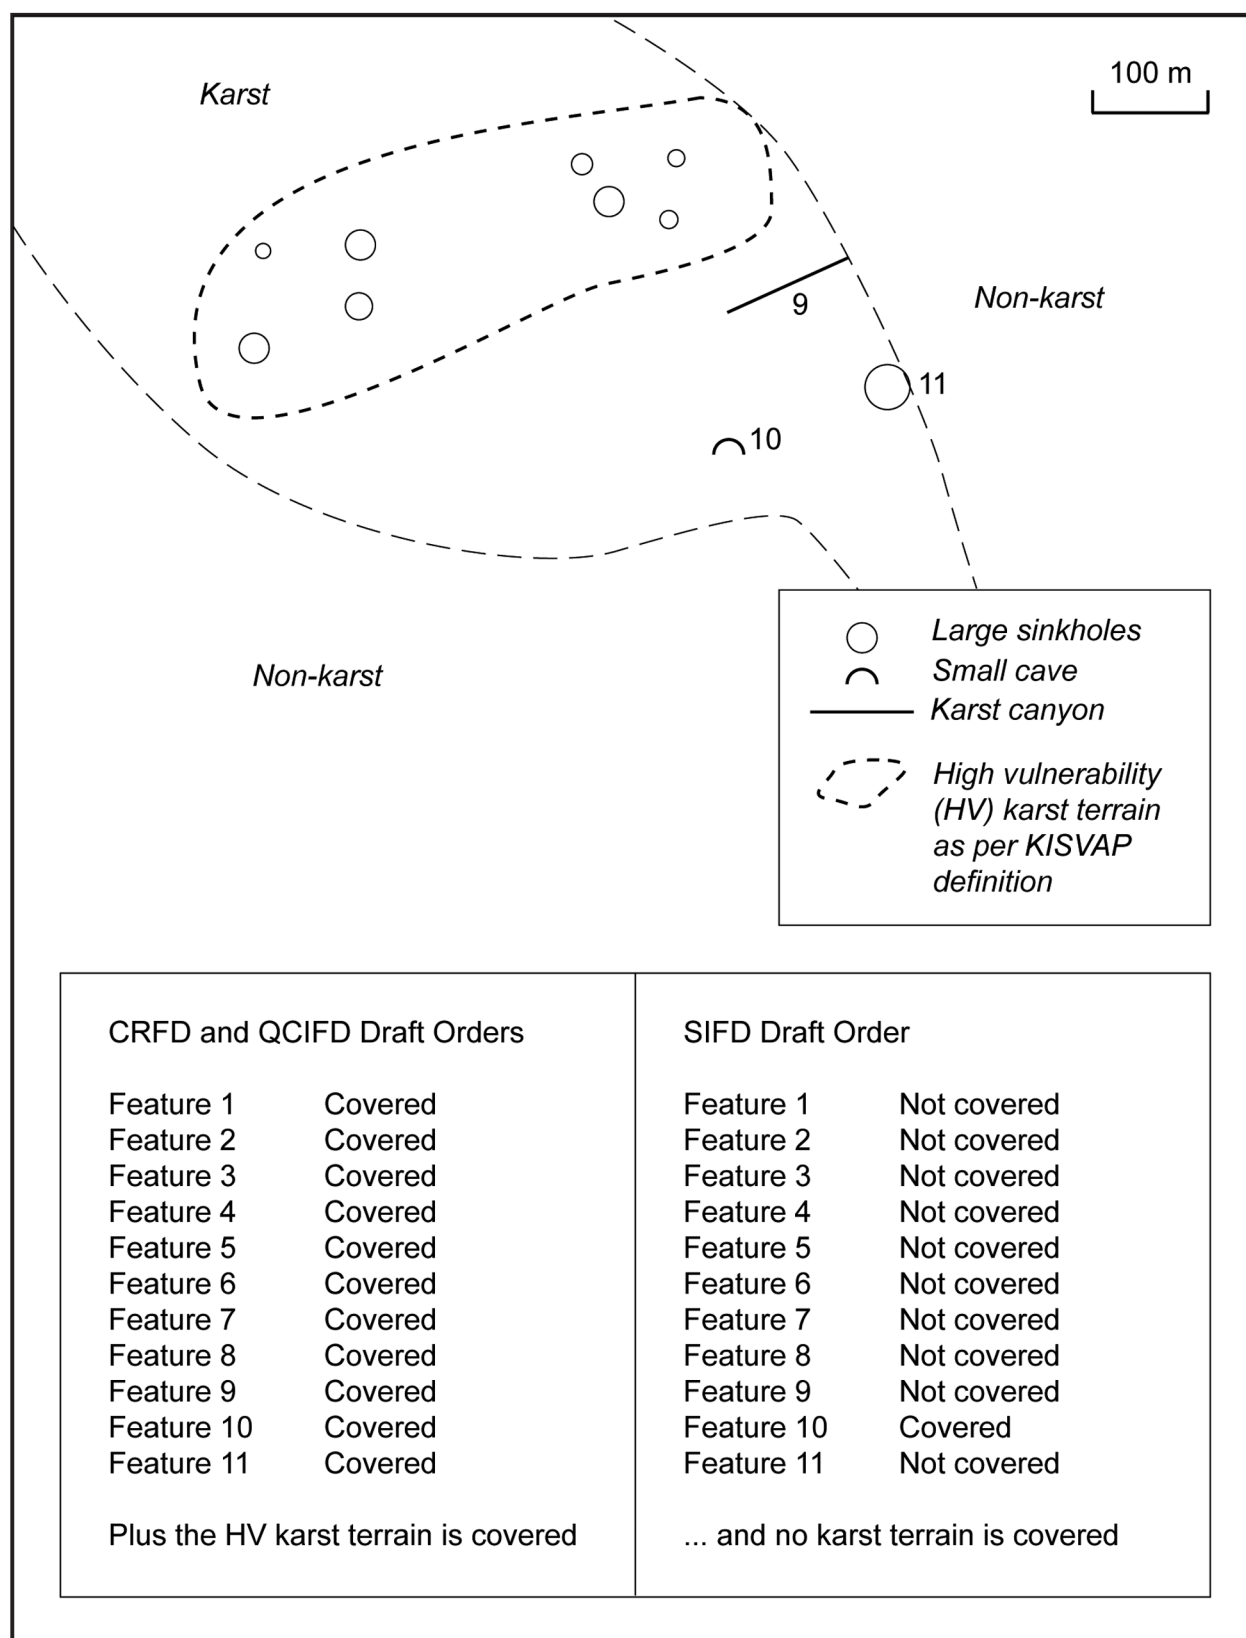 Karst
100 m
Non-karst
9
11
10
Non-karst
Large sinkholes
Small cave
Karst canyon
High vulnerability
(HV) karst terrain
as per KISVAP
definition
CRFD and QCIFD Draft Orders
Feature 1 Covered
Feature 2 Covered
Feature 3 Covered
Feature 4 Covered
Feature 5 Covered
Feature 6 Covered
Feature 7 Covered
Feature 8 Covered
Feature 9 Covered
Feature 10 Covered
Feature 11 Covered
Plus the HV karst terrain is covered
SIFD Draft Order
Feature 1 Not covered
Feature 2 Not covered
Feature 3 Not covered
Feature 4 Not covered
Feature 5 Not covered
Feature 6 Not covered
Feature 7 Not covered
Feature 8 Not covered
Feature 9 Not covered
Feature 10 Covered
Feature 11 Not covered
... and no karst terrain is covered